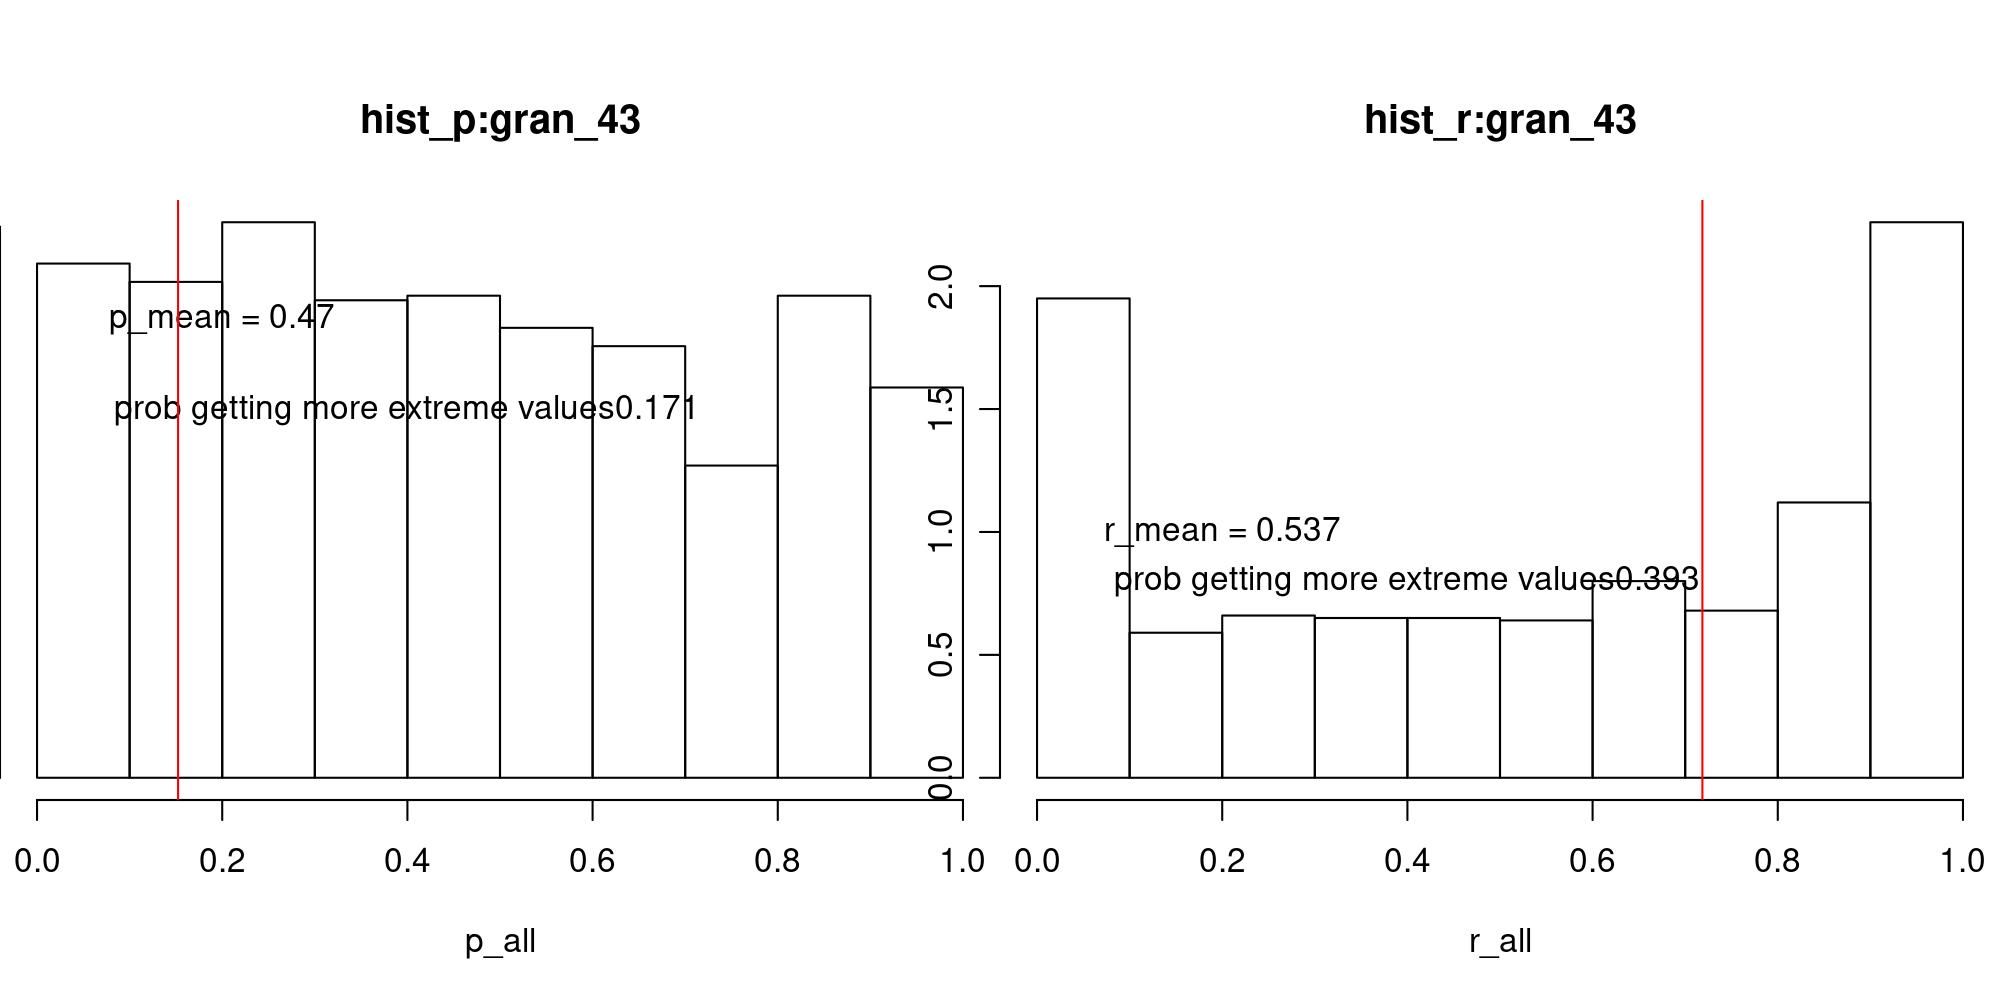 hist_p:gran_43
p_mean = 0.47
prob getting more extreme values0.171
0.0 0.2 0.4 0.6 0.8 1.0
p_all
hist_r:gran_43
2.0
1.5
1.0
0.5
0.0
r_mean = 0.537
prob getting more extreme values0.393
0.0 0.2 0.4 0.6 0.8 1.0
r_all